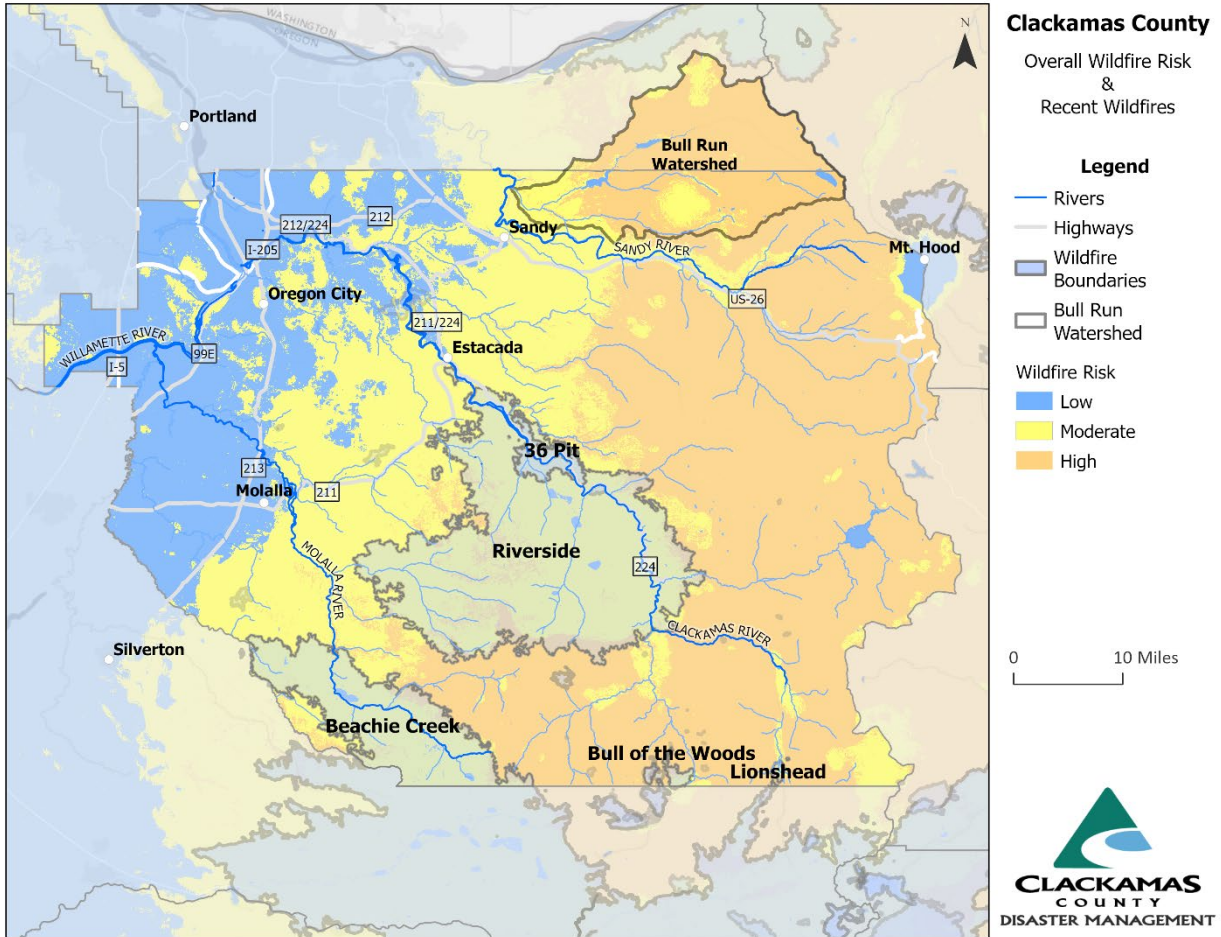 WASHINGTON
OREGON
N
Portland
Bull Run
Watershed
212/224
212
Sandy
SANDY RIVER
Mt. Hood
I-205
Oregon City
US-26
211/224
WILLAMETTE RIVER
99E
I-5
Estacada
36 Pit
213
Molalla
211
Riverside
MOLALLA RIVER
224
CLACKAMAS RIVER
Silverton
Beachie Creek
Bull of the Woods
Lionshead
Clackamas County
Overall Wildfire Risk
&
Recent Wildfires
Legend
Rivers
Highways
Wildfire
Boundaries
Bull Run
Watershed
Wildfire Risk
Low
Moderate
High
0 10 Miles
CLACKAMAS
COUNTY
DISASTER MANAGEMENT